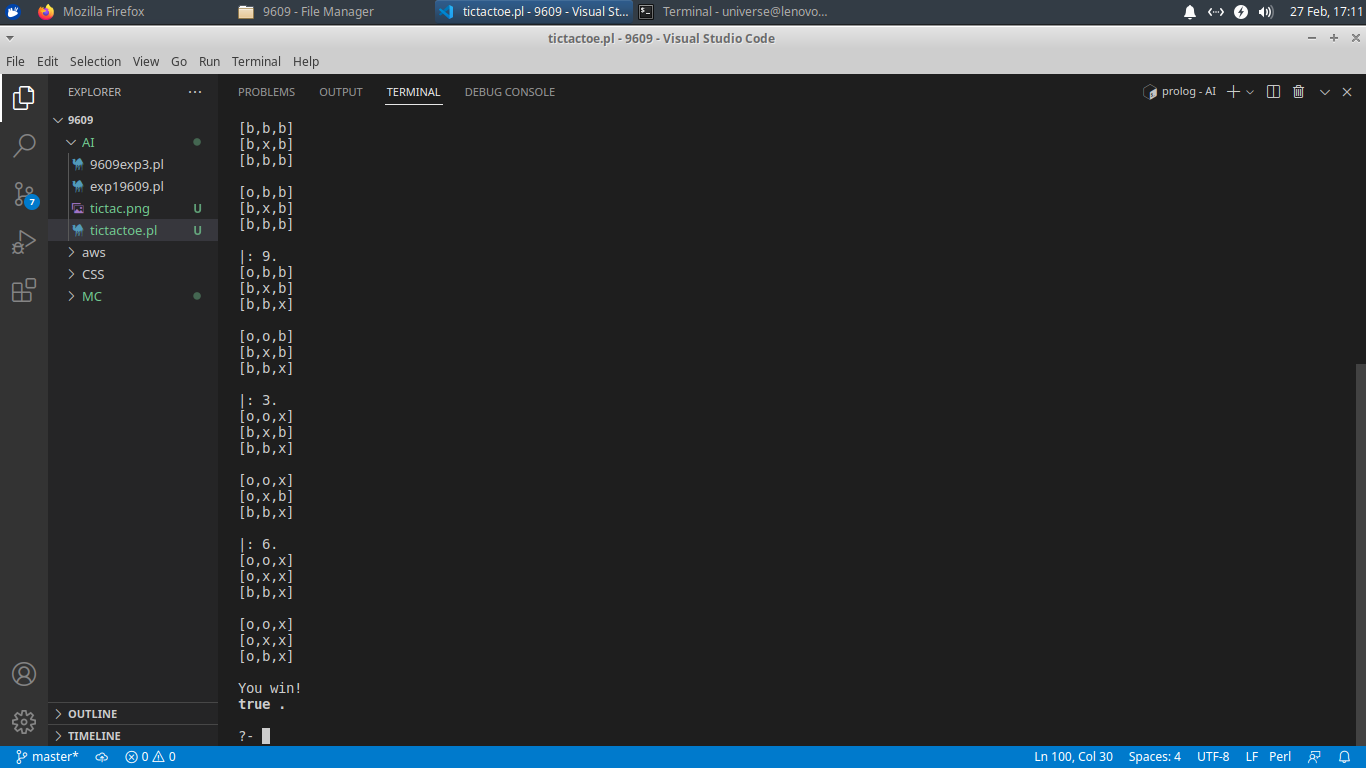 Mozilla Firefox
9609 - File Manager
tictactoe.pl - 9609 - Visual St...
Terminal - universe@lenovo...
27 Feb, 17:11
tictactoe.pl - 9609 - Visual Studio Code
File Edit Selection View Go Run Terminal Help
EXPLORER
PROBLEMS OUTPUT TERMINAL DEBUG CONSOLE
prolog - AI
9609
AI
9609exp3.pl
exp19609.pl
tictac.png U
tictactoe.pl U
aws
CSS
MC
7
OUTLINE
TIMELINE
[b,b,b]
[b,x,b]
[b,b,b]
[o,b,b]
[b,x,b]
[b,b,b]
|: 9.
[o,b,b]
[b,x,b]
[b,b,x]
[o,o,b]
[b,x,b]
[b,b,x]
|: 3.
[o,o,x]
[b,x,b]
[b,b,x]
[o,o,x]
[o,x,b]
[b,b,x]
|: 6.
[o,o,x]
[o,x,x]
[b,b,x]
[o,o,x]
[o,x,x]
[o,b,x]
You win!
true .
?-
master* 0 0
Ln 100, Col 30 Spaces: 4 UTF-8 LF Perl